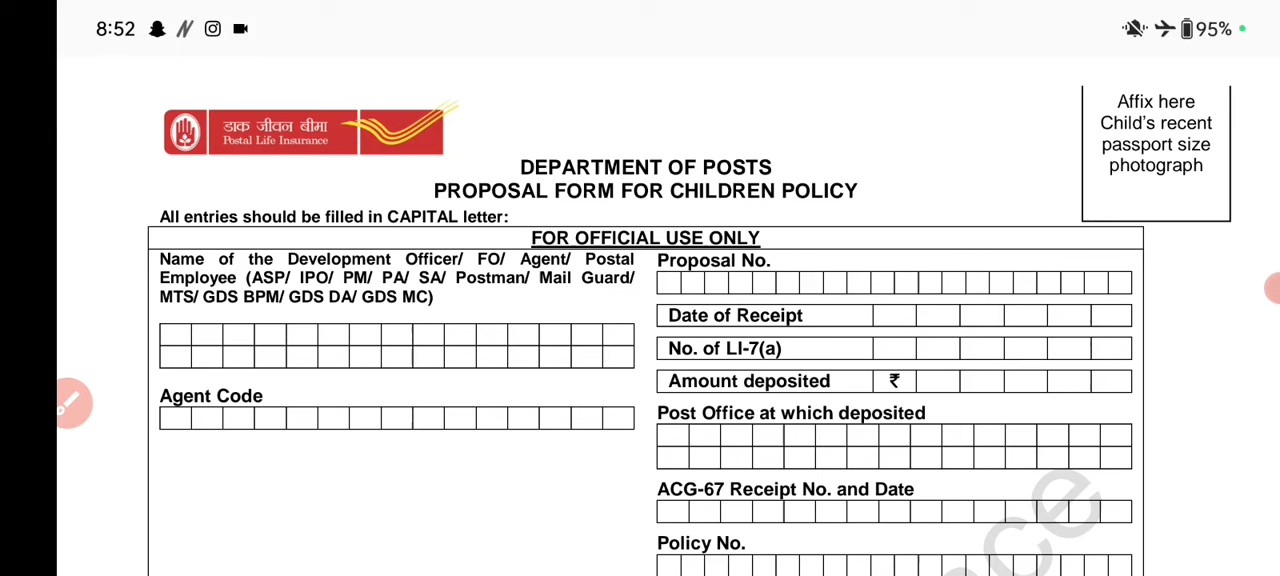 8:52
95%
डाक जीवन बीमा
Postal Life Insurance
Affix here
Child's recent
passport size
photograph
DEPARTMENT OF POSTS
PROPOSAL FORM FOR CHILDREN POLICY
All entries should be filled in CAPITAL letter:
FOR OFFICIAL USE ONLY
Name of the Development Officer/ FO/ Agent/ Postal
Employee (ASP/ IPO/ PM/ PA/ SA/ Postman/ Mail Guard/
MTS/ GDS BPM/ GDS DA/ GDS MC)
Agent Code
Proposal No.
Date of Receipt
No. of LI-7(a)
Amount deposited ₹
Post Office at which deposited
ACG-67 Receipt No. and Date
Policy No.